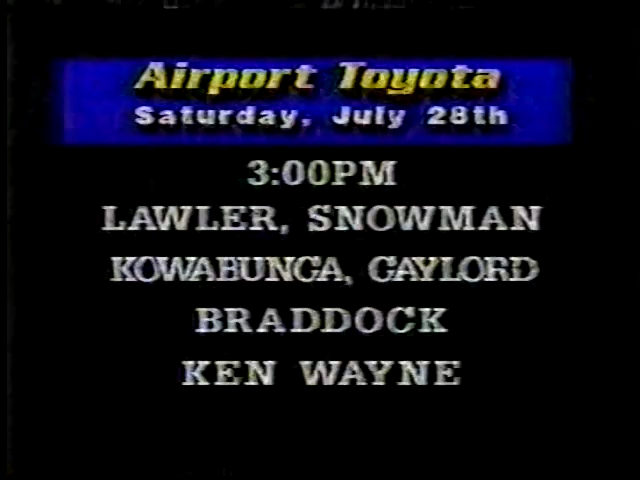 Airport Toyota
Saturday, July 28th
3:00PM
LAWLER, SNOWMAN
KOWABUNGA, GAYLORD
BRADDOCK
KEN WAYNE